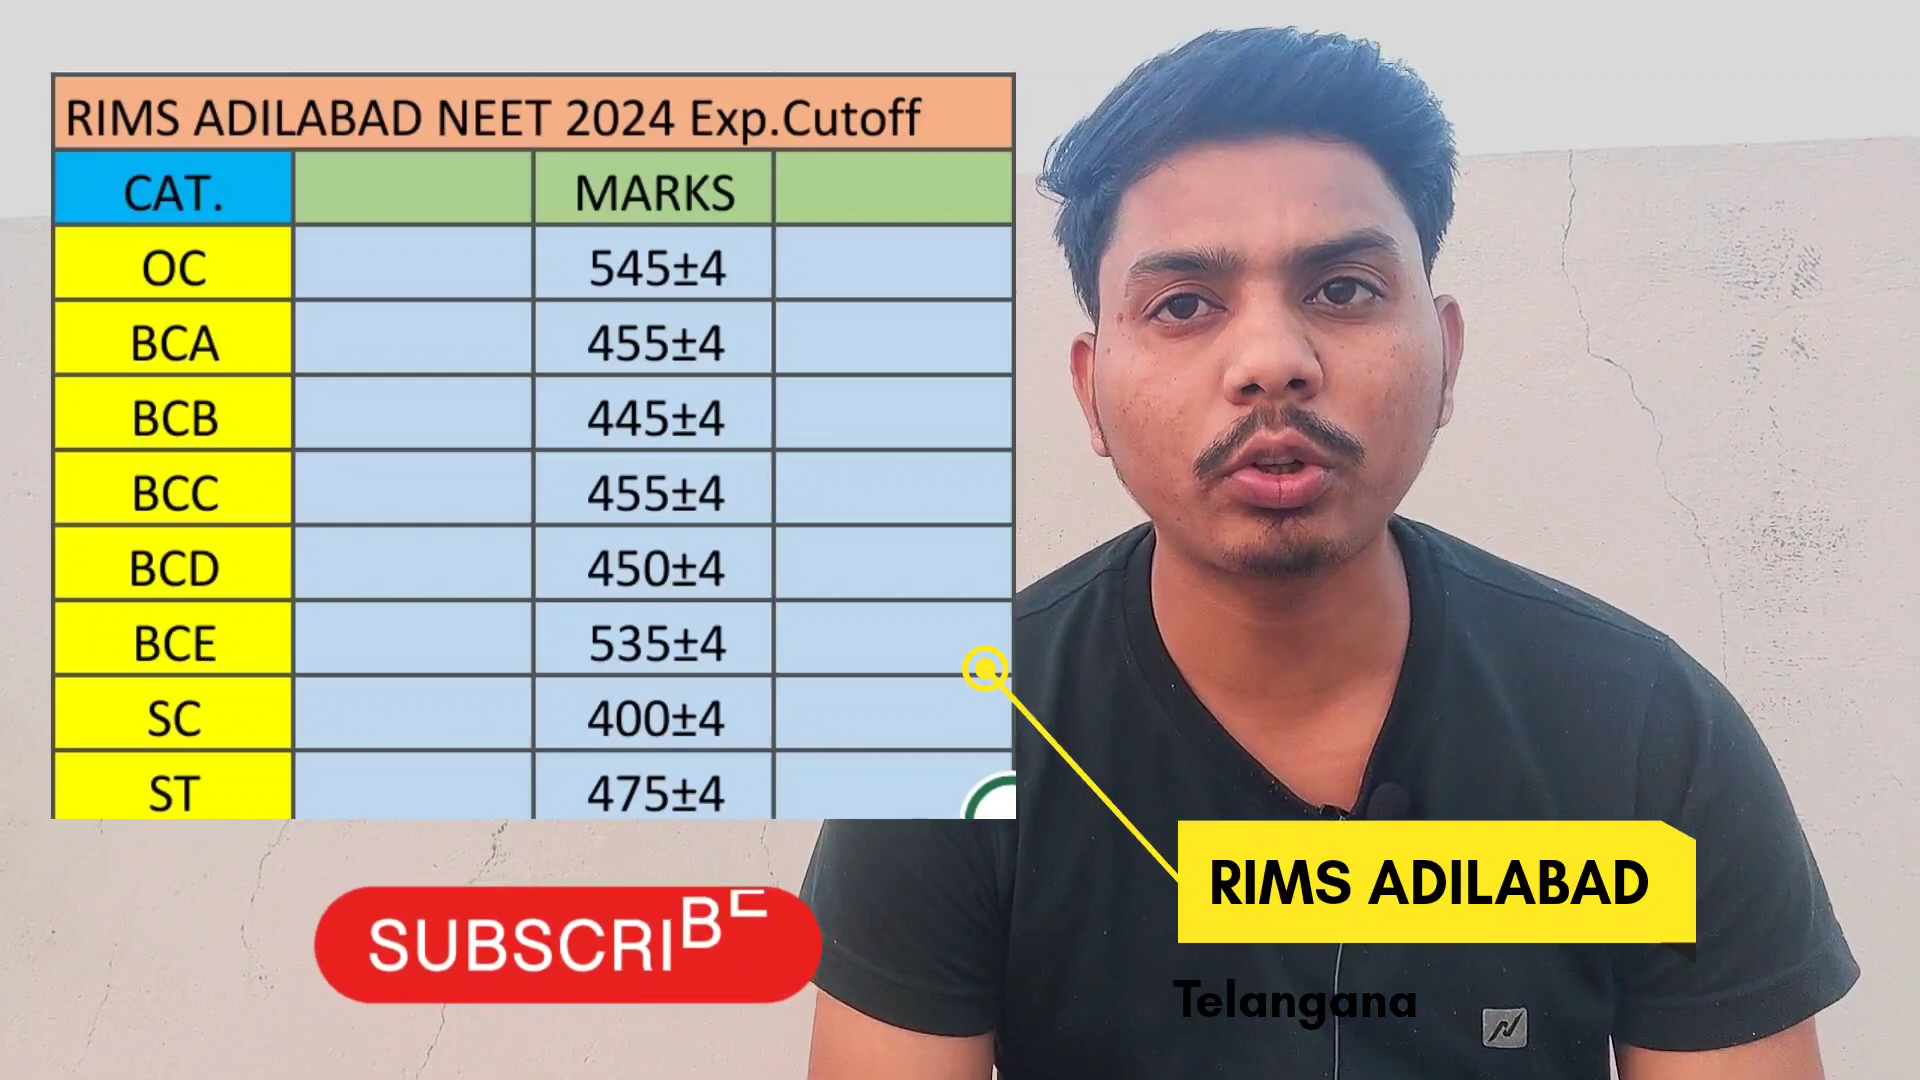 RIMS ADILABAD NEET 2024 Exp.Cutoff
CAT. MARKS
OC 545±4
BCA 455±4
BCB 445±4
BCC 455±4
BCD 450±4
BCE 535±4
SC 400±4
ST 475±4
SUBSCRIBE
RIMS ADILABAD
Telangana